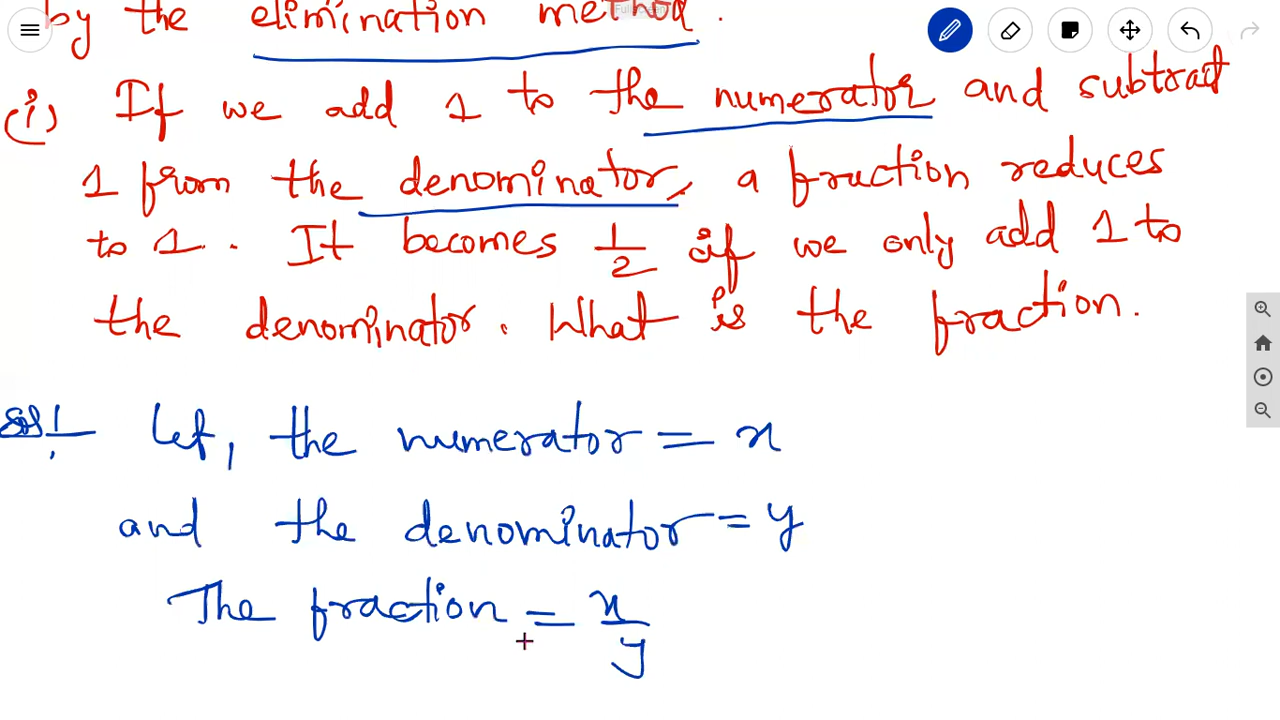 by the elimination method.
(i) If we add 1 to the numerator and subtract
1 from the denominator, a fraction reduces
to 1. It becomes 1/2 if we only add 1 to
the denominator. What is the fraction.
Sol Let, the numerator = x
and the denominator = y
The fraction = x/y